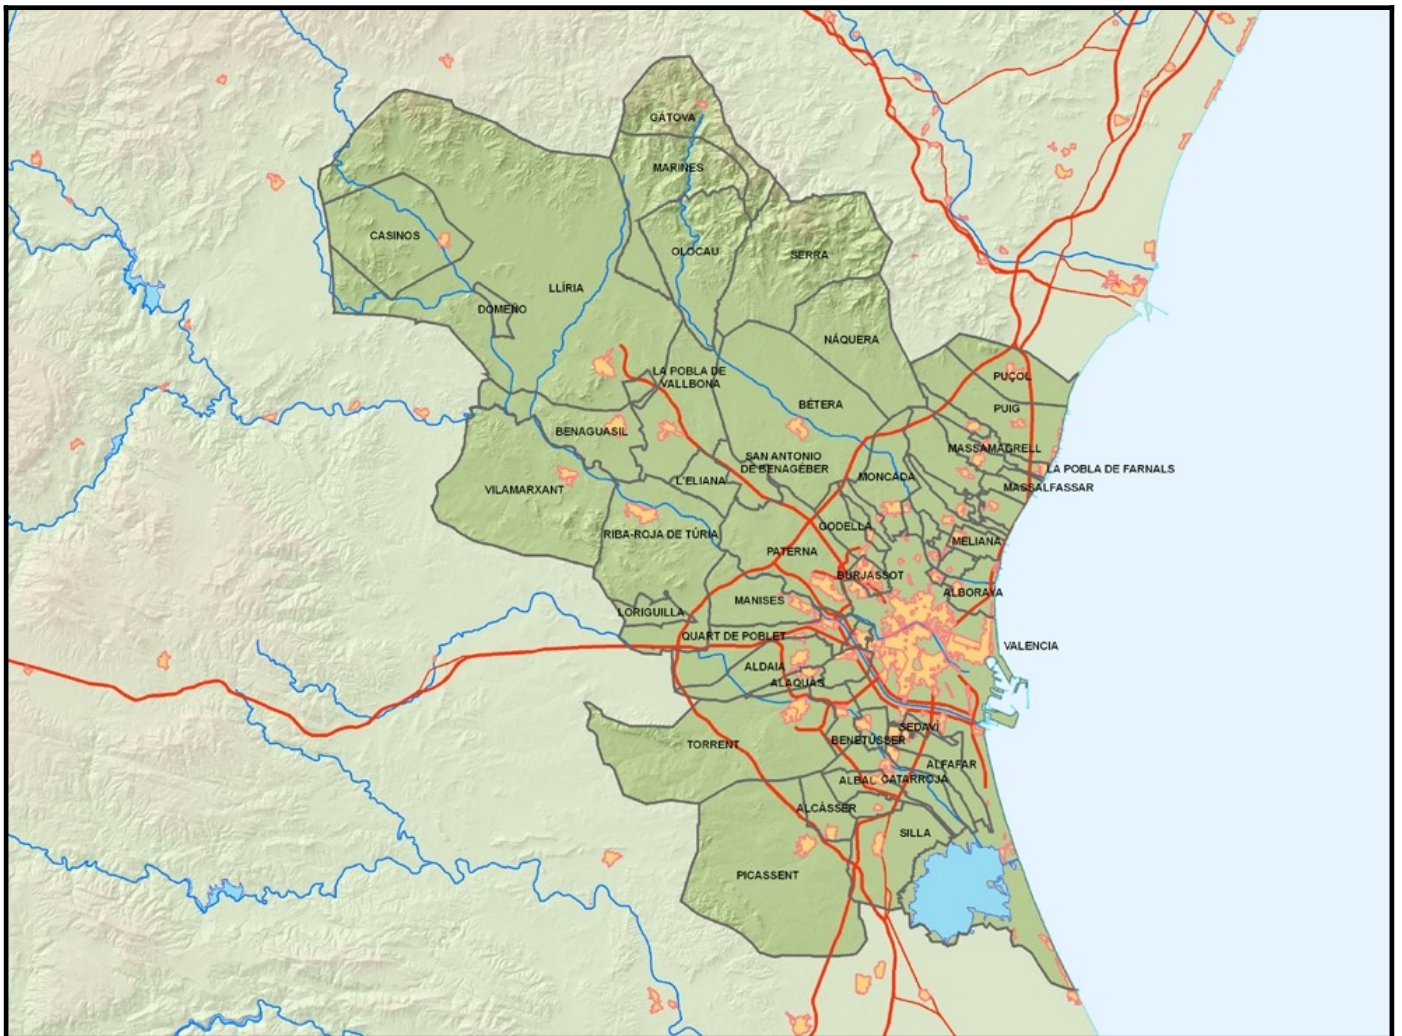 GÁTOVA
MARINES
CASINOS
OLOCAU
SERRA
LLÍRIA
DOMEÑO
NÁQUERA
LA POBLA DE
VALLBONA
PUÇOL
BÉTERA
PUIG
BENAGUASIL
MASSAMAGRELL
SAN ANTONIO
DE BENAGÉBER
LA POBLA DE FARNALS
L'ELIANA
MONCADA
VILAMARXANT
MASSALFASSAR
GODELLA
RIBA-ROJA DE TÚRIA
MELIANA
PATERNA
BURJASSOT
ALBORAYA
MANISES
LORIGUILLA
QUART DE POBLET
VALENCIA
ALDAIA
ALAQUÀS
SEDAVÍ
BENETÚSSER
TORRENT
ALFAFAR
ALBAL
CATARROJA
ALCÀSSER
SILLA
PICASSENT